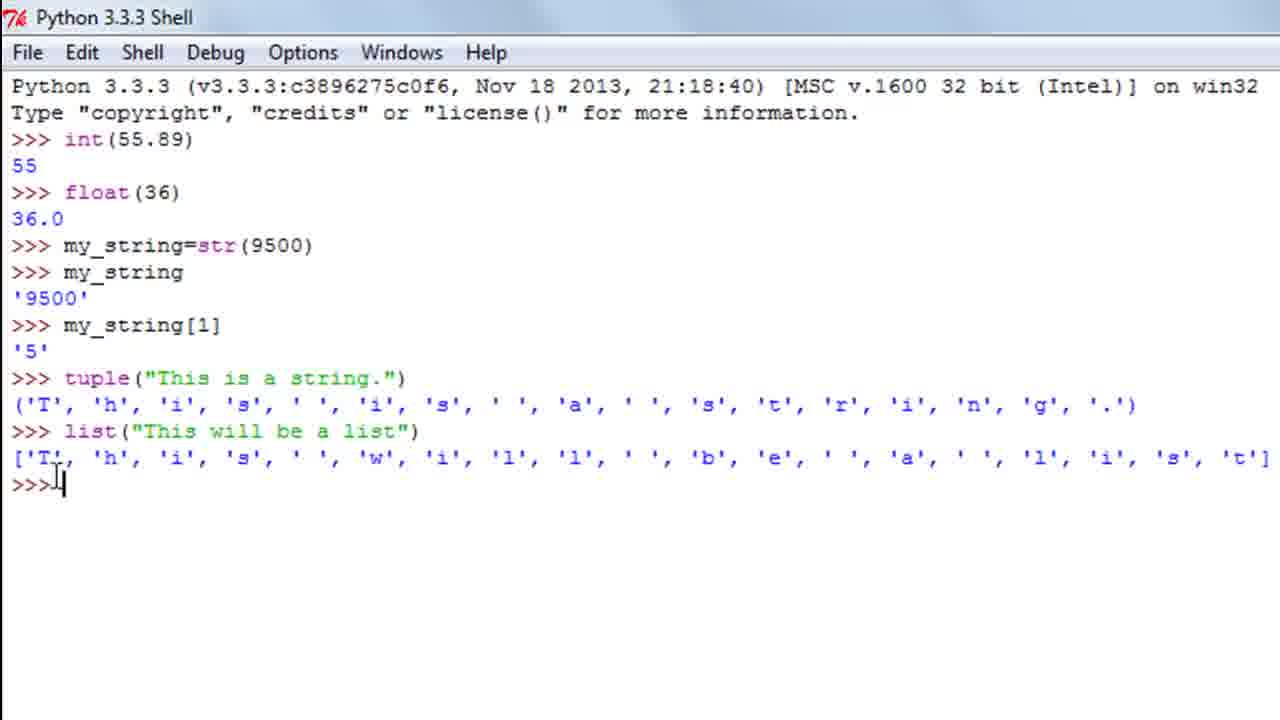 Python 3.3.3 Shell
File Edit Shell Debug Options Windows Help
Python 3.3.3 (v3.3.3:c3896275c0f6, Nov 18 2013, 21:18:40) [MSC v.1600 32 bit (Intel)] on win32
Type "copyright", "credits" or "license()" for more information.
>>> int(55.89)
55
>>> float(36)
36.0
>>> my_string=str(9500)
>>> my_string
'9500'
>>> my_string[1]
'5'
>>> tuple("This is a string.")
('T', 'h', 'i', 's', ' ', 'i', 's', ' ', 'a', ' ', 's', 't', 'r', 'i', 'n', 'g', '.')
>>> list("This will be a list")
['T', 'h', 'i', 's', ' ', 'w', 'i', 'l', 'l', ' ', 'b', 'e', ' ', 'a', ' ', 'l', 'i', 's', 't']
>>>